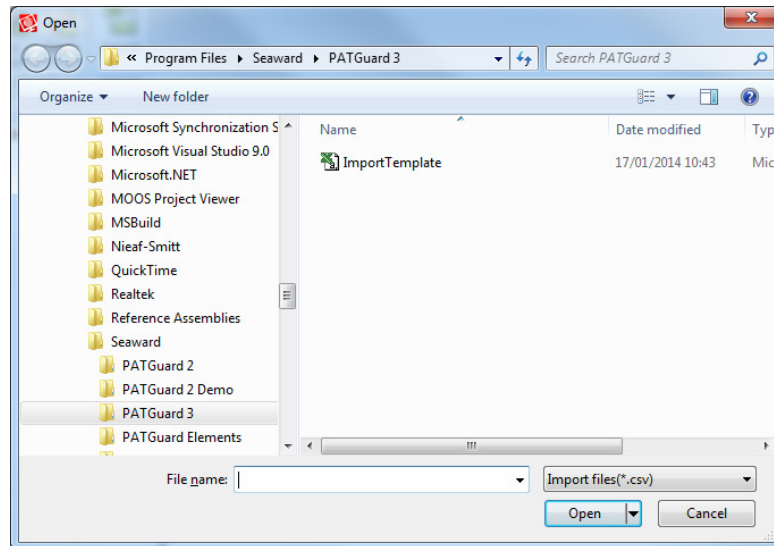 Open
« Program Files ▸ Seaward ▸ PATGuard 3
Search PATGuard 3
Organize
New folder
Microsoft Synchronization S
Microsoft Visual Studio 9.0
Microsoft.NET
MOOS Project Viewer
MSBuild
Nieaf-Smitt
QuickTime
Realtek
Reference Assemblies
Seaward
PATGuard 2
PATGuard 2 Demo
PATGuard 3
PATGuard Elements
Name Date modified Typ
ImportTemplate 17/01/2014 10:43 Mic
File name:
Import files(*.csv)
Open Cancel